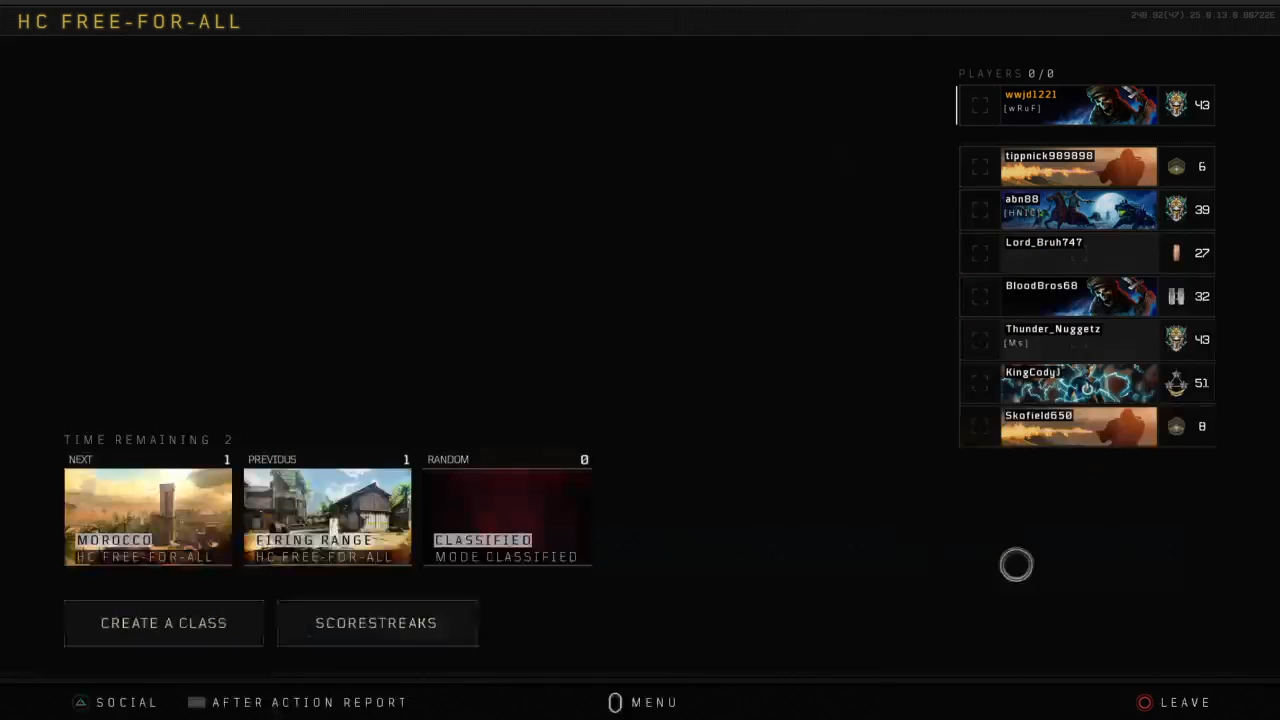 HC FREE-FOR-ALL
PLAYERS 0/0
wwjd1221
[wRuF]
43
tippnick989898
6
abn88
[HNIC]
39
Lord_Bruh747
27
BloodBros68
32
Thunder_Nuggetz
[Ms]
43
KingCodyJ
51
Skofield650
8
TIME REMAINING 2
NEXT 1
PREVIOUS 1
RANDOM 0
MOROCCO
HC FREE-FOR-ALL
FIRING RANGE
HC FREE-FOR-ALL
CLASSIFIED
MODE CLASSIFIED
CREATE A CLASS
SCORESTREAKS
SOCIAL
AFTER ACTION REPORT
MENU
LEAVE